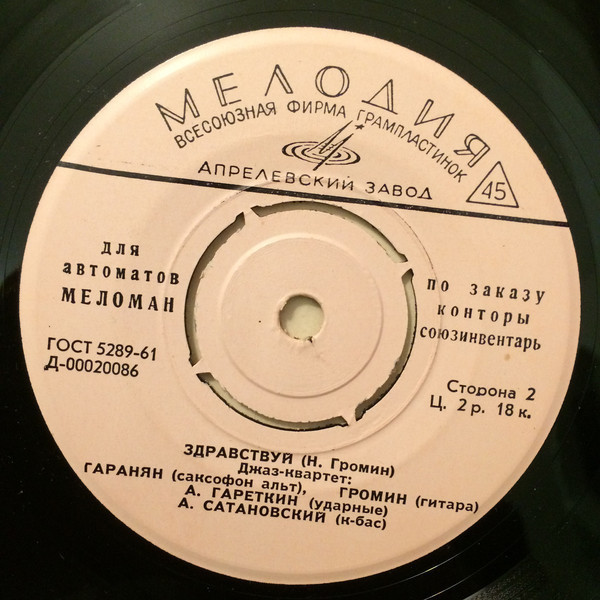 МЕЛОДИЯ
ВСЕСОЮЗНАЯ ФИРМА ГРАМПЛАСТИНОК
АПРЕЛЕВСКИЙ ЗАВОД
45
для
автоматов
МЕЛОМАН
по заказу
конторы
союзинвентарь
ГОСТ 5289-61
Д-00020086
Сторона 2
Ц. 2 р. 18 к.
ЗДРАВСТВУЙ (Н. Громин)
Джаз-квартет:
ГАРАНЯН (саксофон альт), ГРОМИН (гитара)
А. ГАРЕТКИН (ударные)
А. САТАНОВСКИЙ (к-бас)